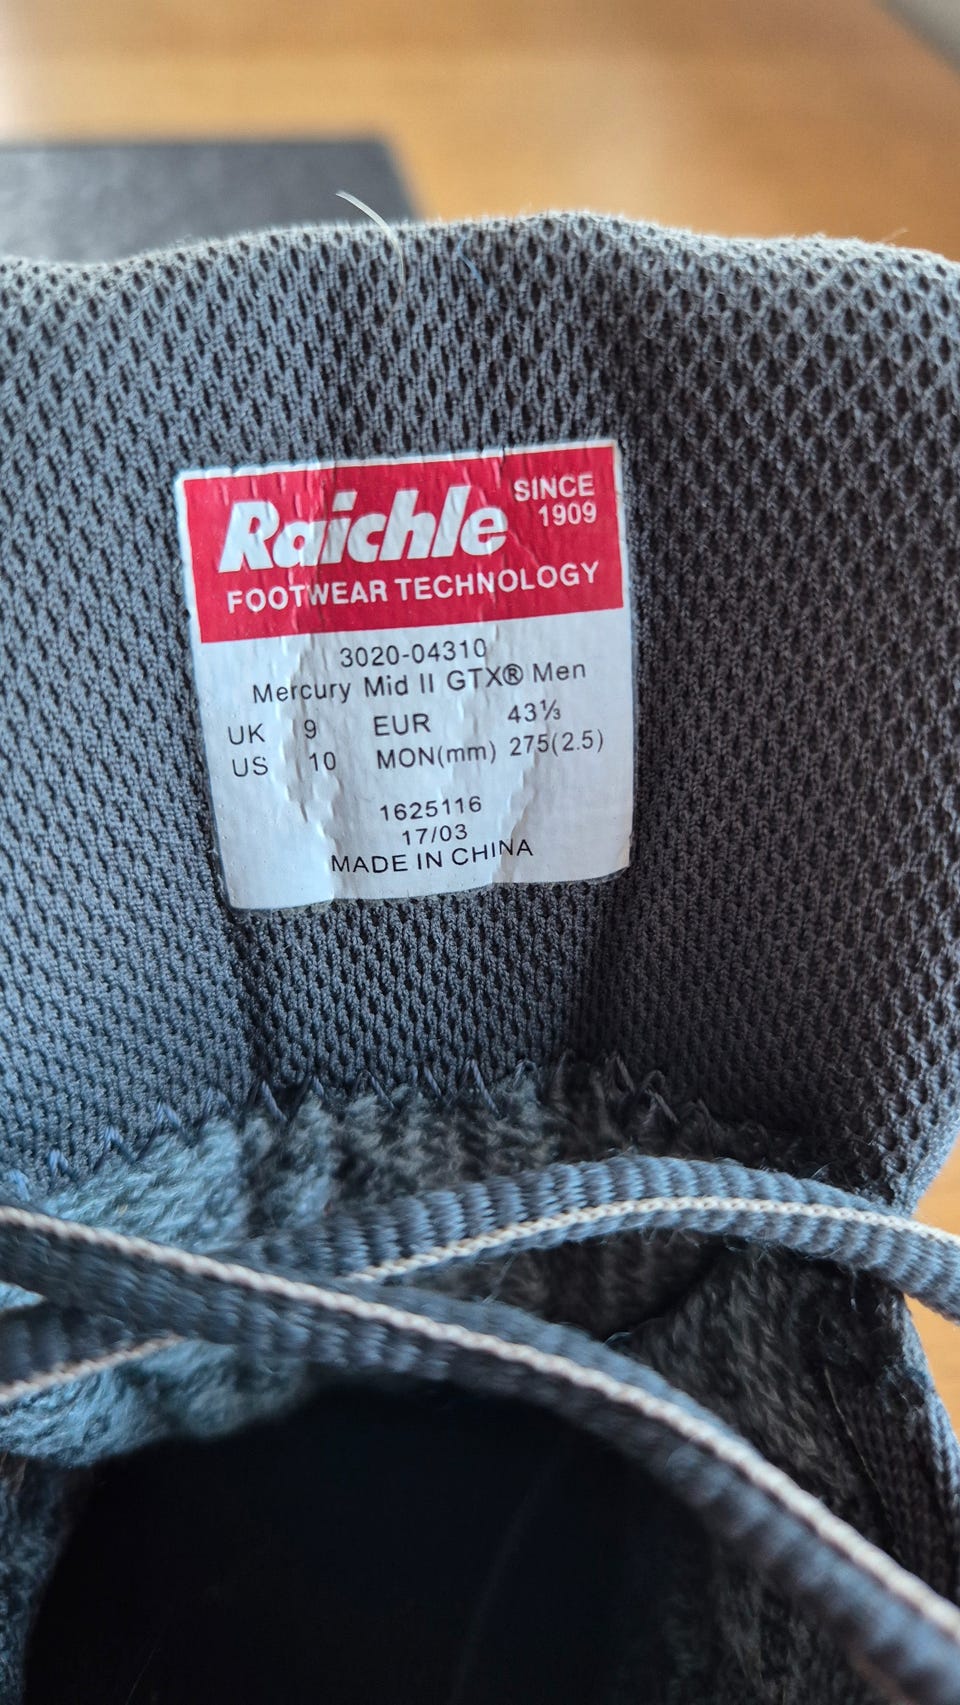 Raichle SINCE 1909
FOOTWEAR TECHNOLOGY
3020-04310
Mercury Mid II GTX® Men
UK 9 EUR 43⅓
US 10 MON(mm) 275(2.5)
1625116
17/03
MADE IN CHINA